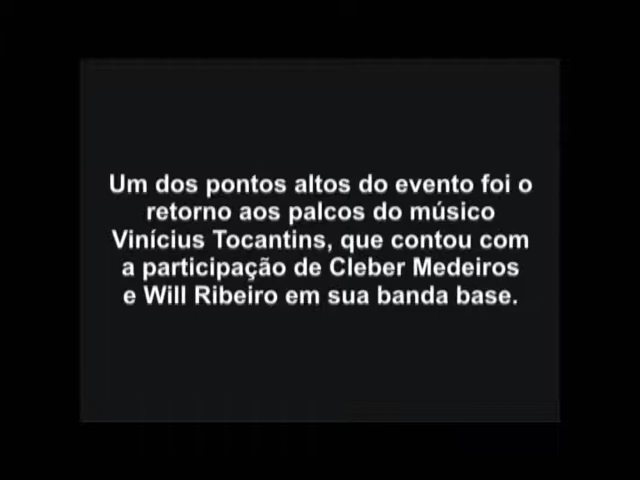 Um dos pontos altos do evento foi o
retorno aos palcos do músico
Vinícius Tocantins, que contou com
a participação de Cleber Medeiros
e Will Ribeiro em sua banda base.